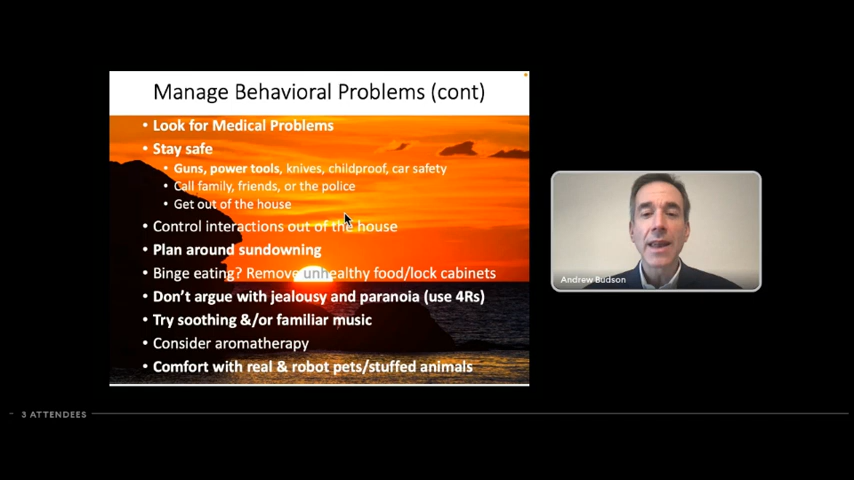 Manage Behavioral Problems (cont)
• Look for Medical Problems
• Stay safe
• Guns, power tools, knives, childproof, car safety
• Call family, friends, or the police
• Get out of the house
• Control interactions out of the house
• Plan around sundowning
• Binge eating? Remove unhealthy food/lock cabinets
• Don't argue with jealousy and paranoia (use 4Rs)
• Try soothing &/or familiar music
• Consider aromatherapy
• Comfort with real & robot pets/stuffed animals
Andrew Budson
3 ATTENDEES